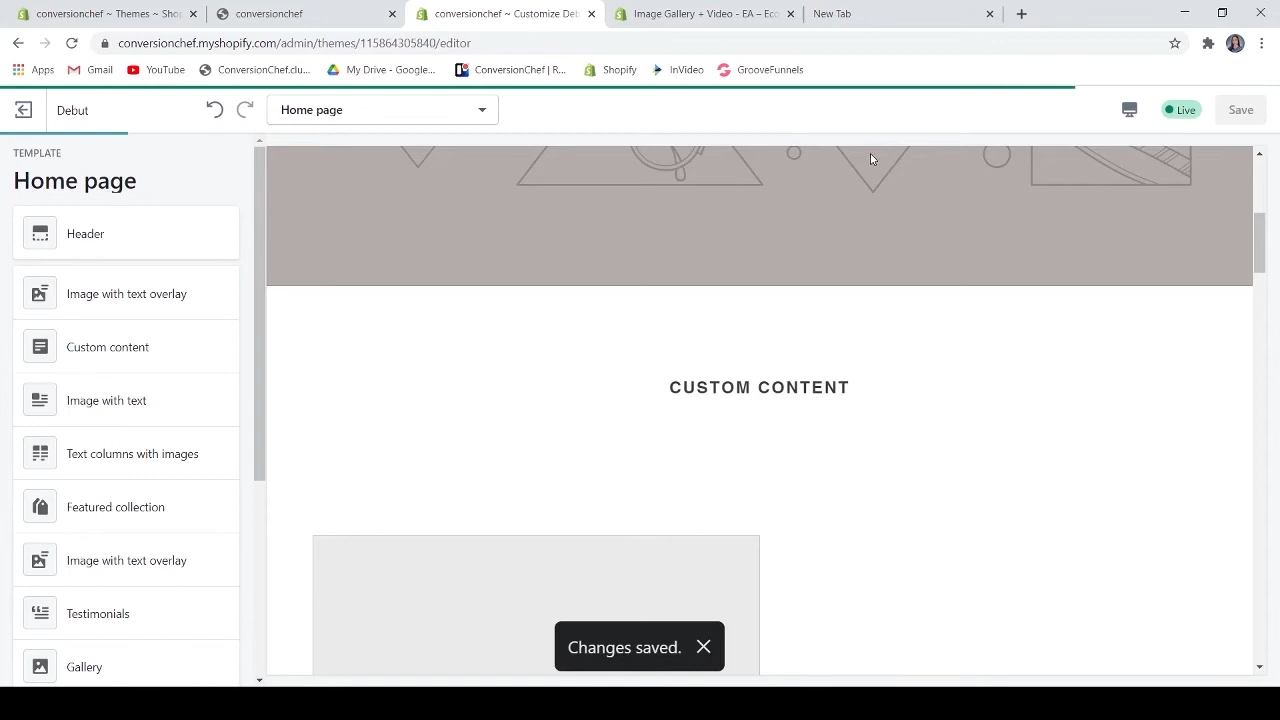 conversionchef ~ Themes ~ Shop
conversionchef
conversionchef ~ Customize Deb
Image Gallery + Video - EA – Eco
New Tab
conversionchef.myshopify.com/admin/themes/115864305840/editor
Apps
Gmail
YouTube
ConversionChef.clu...
My Drive - Google...
ConversionChef | R...
Shopify
InVideo
GrooveFunnels
Debut
Home page
Live
Save
TEMPLATE
Home page
Header
Image with text overlay
Custom content
Image with text
Text columns with images
Featured collection
Image with text overlay
Testimonials
Gallery
CUSTOM CONTENT
Changes saved.